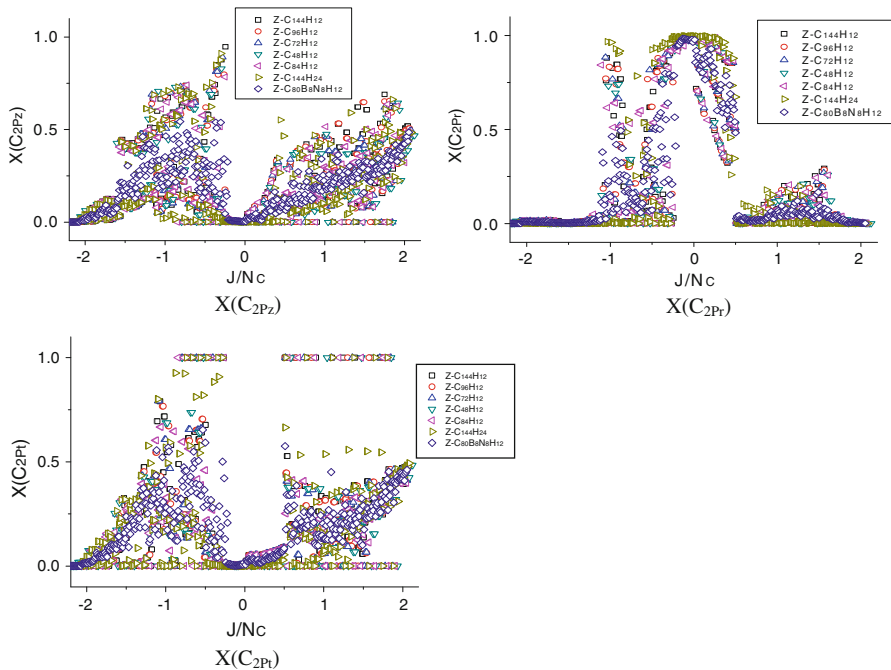 X(C2Pz)
1.0
0.5
0.0
-2
-1
0
1
2
J/NC
Z-C144H12
Z-C96H12
Z-C72H12
Z-C48H12
Z-C84H12
Z-C144H24
Z-C80B8N8H12
X(C2Pz)
X(C2Pr)
1.0
0.5
0.0
-2
-1
0
1
2
J/NC
Z-C144H12
Z-C96H12
Z-C72H12
Z-C48H12
Z-C84H12
Z-C144H24
Z-C80B8N8H12
X(C2Pr)
X(C2Pt)
1.0
0.5
0.0
-2
-1
0
1
2
J/NC
Z-C144H12
Z-C96H12
Z-C72H12
Z-C48H12
Z-C84H12
Z-C144H24
Z-C80B8N8H12
X(C2Pt)